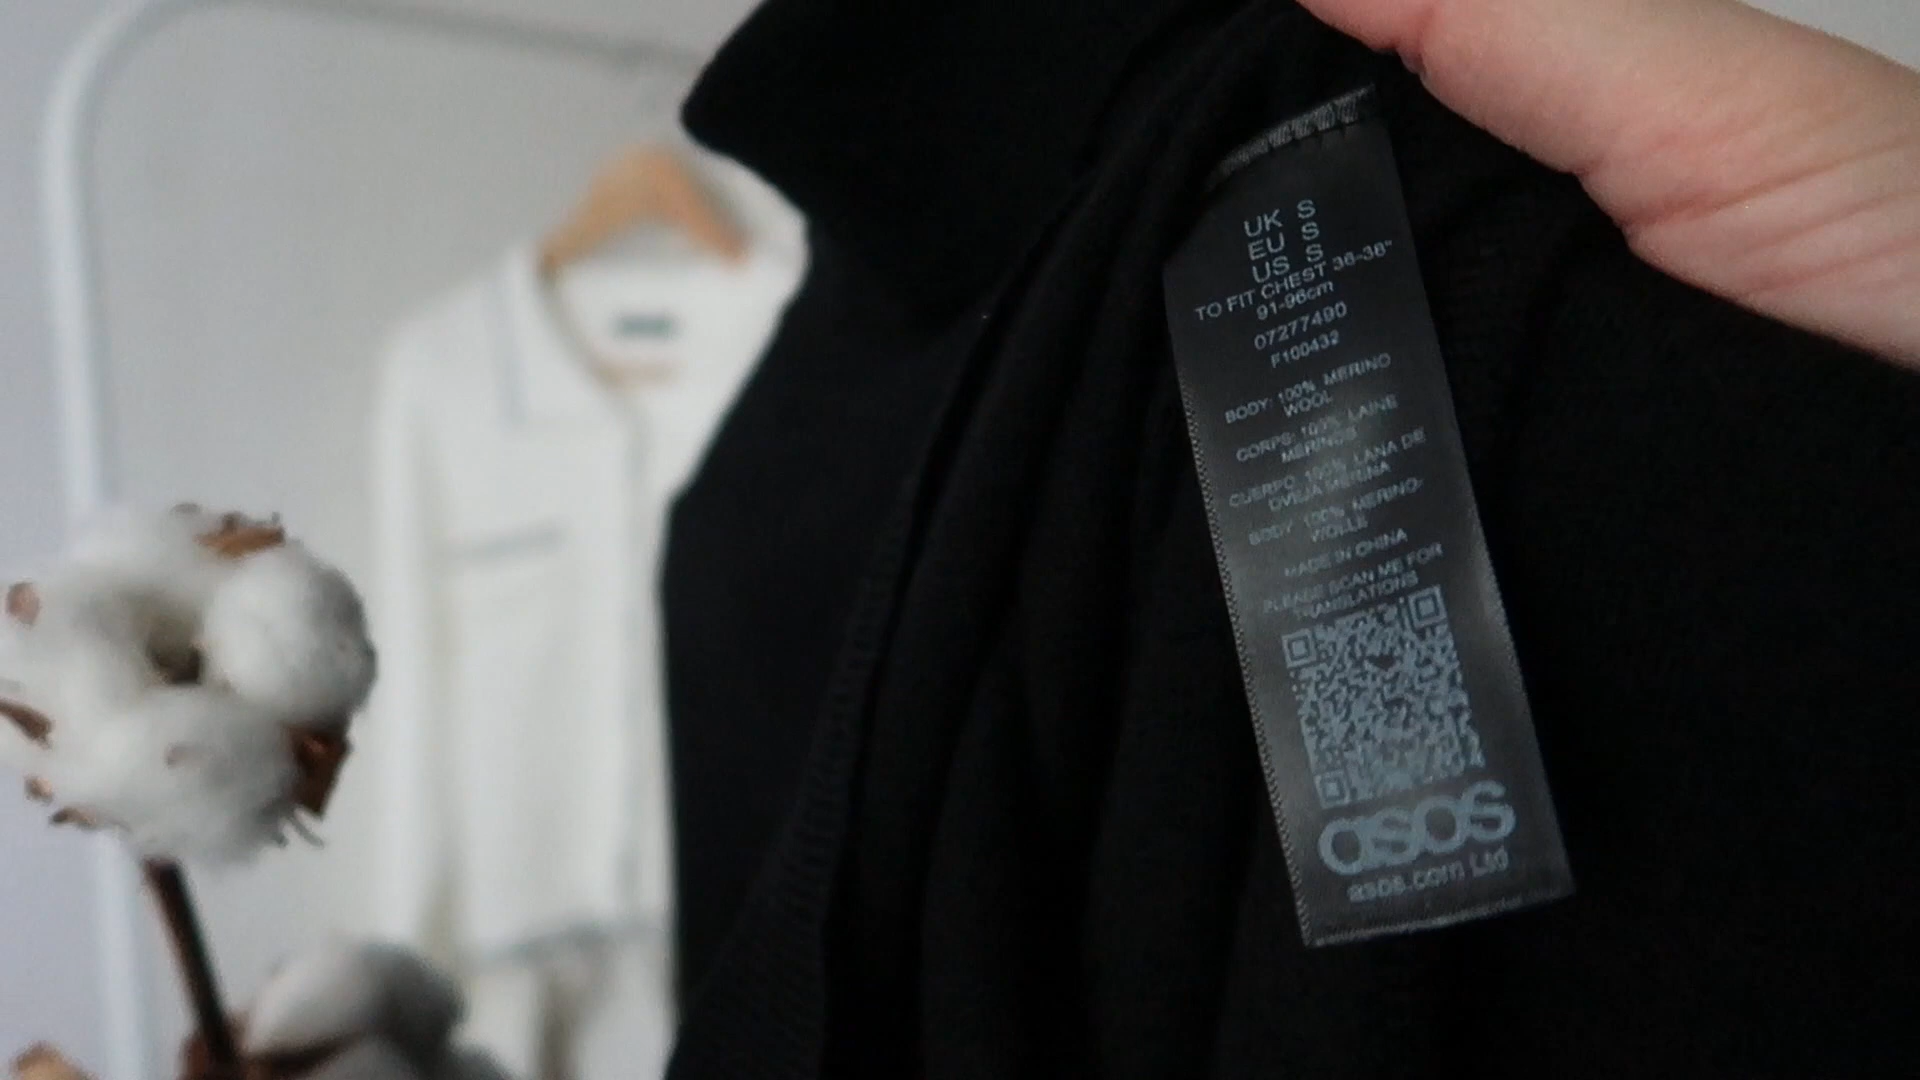 UK S
EU S
US S
TO FIT CHEST 36-38"
91-96cm
07277490
F100432
BODY: 100% MERINO
WOOL
CORPS: 100% LAINE
MERINOS
CUERPO: 100% LANA DE
OVEJA MERINA
BODY: 100% MERINO-
WOLLE
MADE IN CHINA
PLEASE SCAN ME FOR
TRANSLATIONS
asos
asos.com Ltd